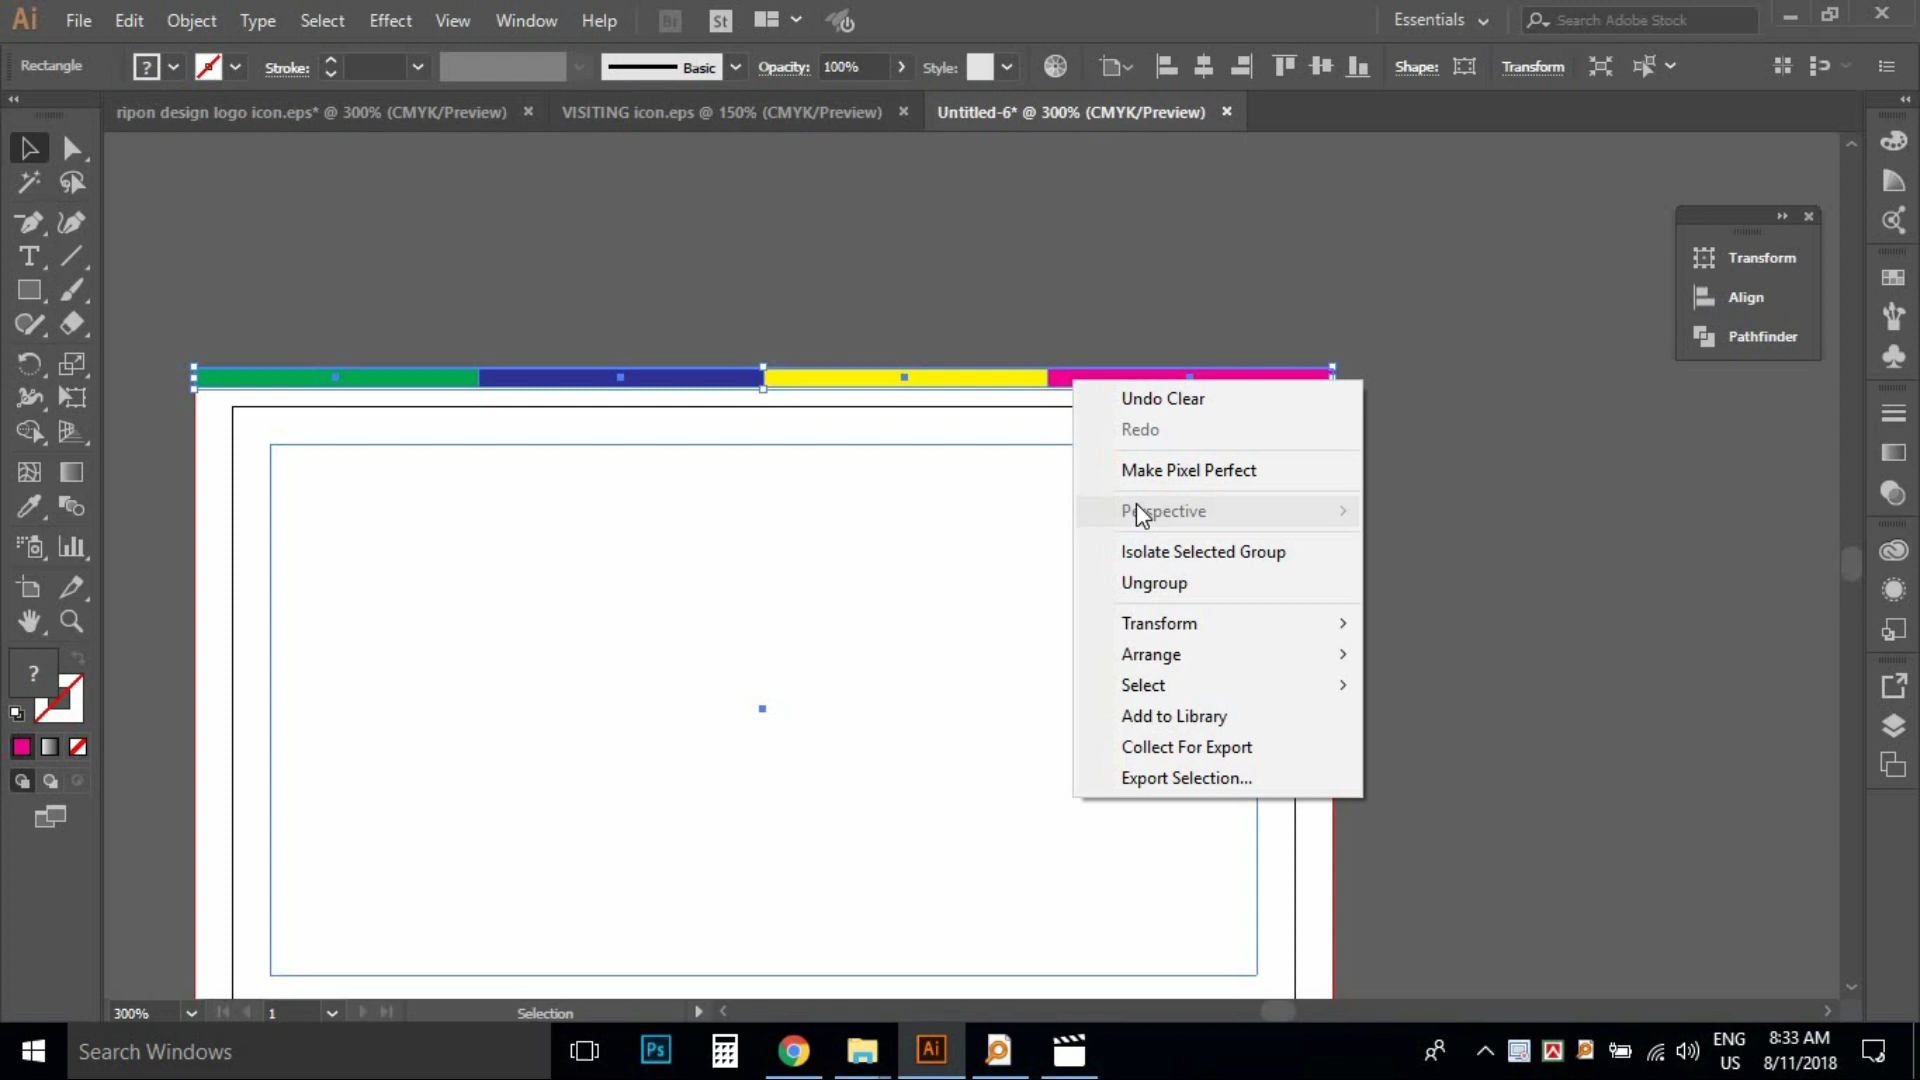 Ai File Edit Object Type Select Effect View Window Help Br St Essentials Search Adobe Stock
Rectangle ? Stroke: Basic Opacity: 100% Style: Shape: Transform
ripon design logo icon.eps* @ 300% (CMYK/Preview) VISITING icon.eps @ 150% (CMYK/Preview) Untitled-6* @ 300% (CMYK/Preview)
Transform
Align
Pathfinder
Undo Clear
Redo
Make Pixel Perfect
Perspective
Isolate Selected Group
Ungroup
Transform
Arrange
Select
Add to Library
Collect For Export
Export Selection...
?
300% 1 Selection
Search Windows Ps Ai ENG US 8:33 AM 8/11/2018